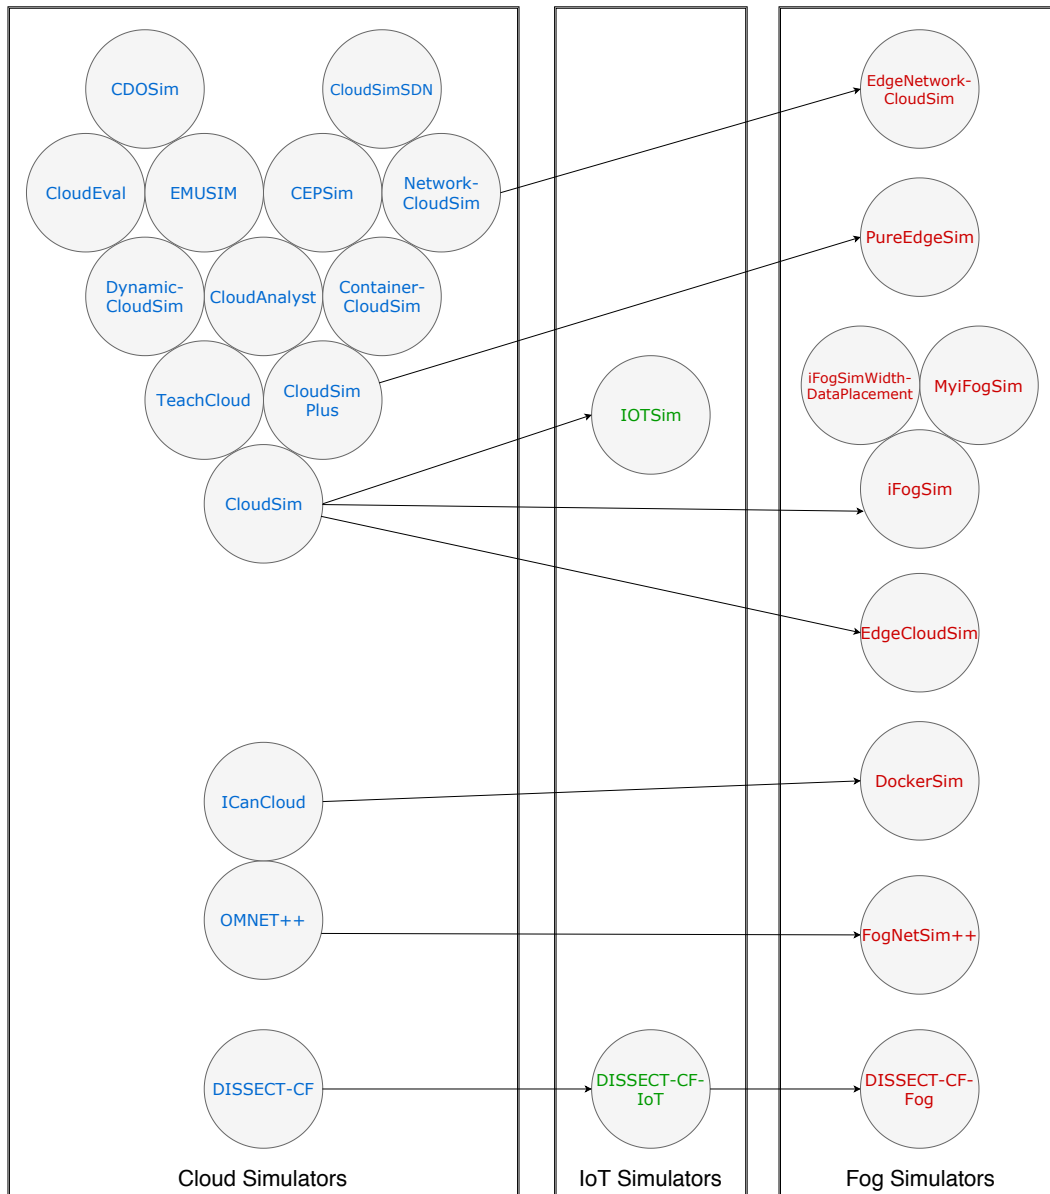 CDOSim
CloudSimSDN
CloudEval
EMUSIM
CEPSim
Network-
CloudSim
Dynamic-
CloudSim
CloudAnalyst
Container-
CloudSim
TeachCloud
CloudSim
Plus
CloudSim
ICanCloud
OMNET++
DISSECT-CF
Cloud Simulators
IOTSim
DISSECT-CF-
IoT
IoT Simulators
EdgeNetwork-
CloudSim
PureEdgeSim
iFogSimWidth-
DataPlacement
MyiFogSim
iFogSim
EdgeCloudSim
DockerSim
FogNetSim++
DISSECT-CF-
Fog
Fog Simulators